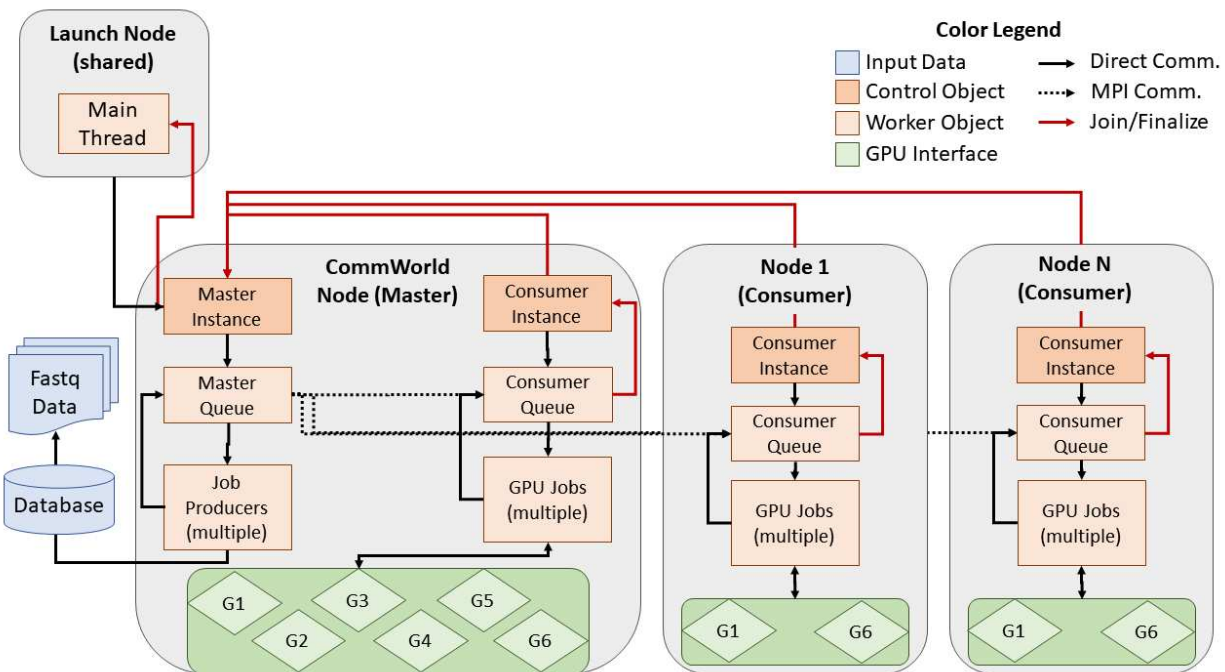 Launch Node
(shared)
Main
Thread
Color Legend
Input Data
Control Object
Worker Object
GPU Interface
Direct Comm.
MPI Comm.
Join/Finalize
CommWorld
Node (Master)
Master
Instance
Master
Queue
Job
Producers
(multiple)
Consumer
Instance
Consumer
Queue
GPU Jobs
(multiple)
G1
G3
G5
G2
G4
G6
Fastq
Data
Database
Node 1
(Consumer)
Consumer
Instance
Consumer
Queue
GPU Jobs
(multiple)
G1
G6
Node N
(Consumer)
Consumer
Instance
Consumer
Queue
GPU Jobs
(multiple)
G1
G6